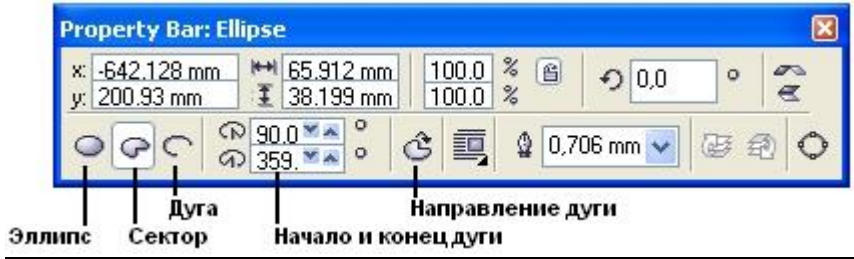 Property Bar: Ellipse
x: -642.128 mm 65.912 mm 100.0 % 0,0 °
y: 200.93 mm 38.199 mm 100.0 %
90.0 °
359. ° 0,706 mm
Дуга Направление дуги
Эллипс Сектор Начало и конец дуги